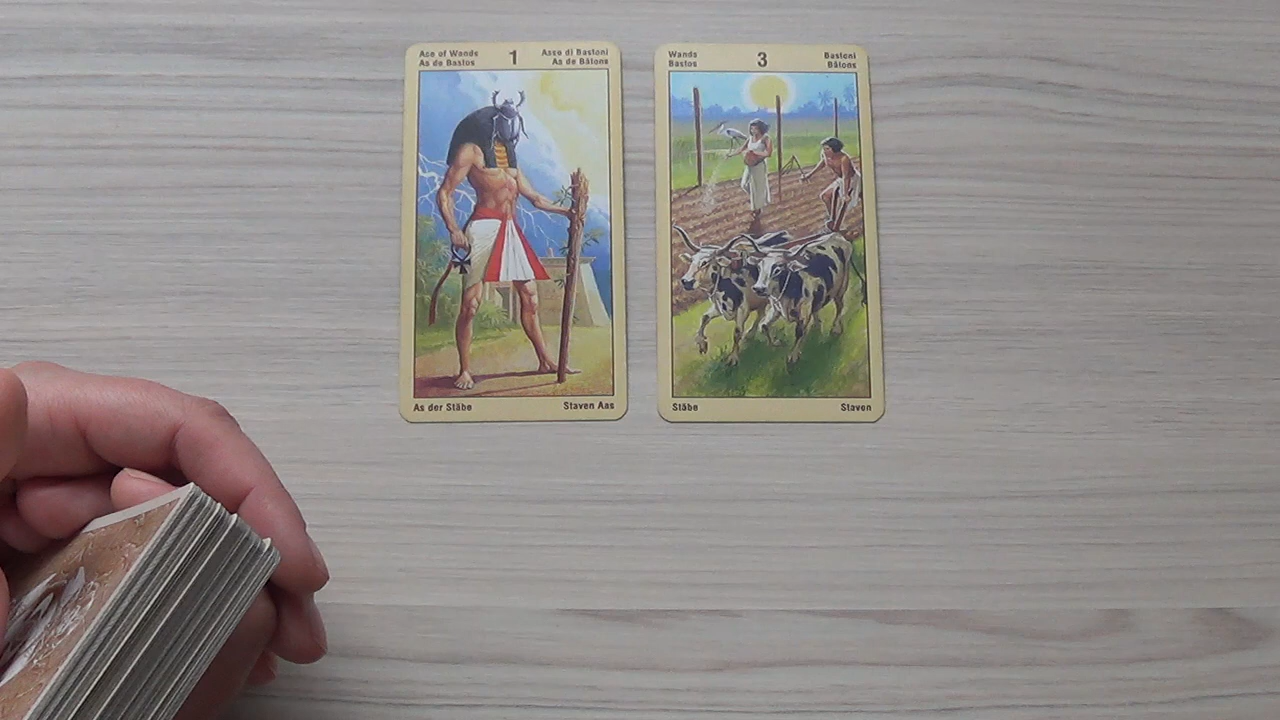 Ace of Wands
As de Bastos
1
Asso di Bastoni
As de Bâtons
As der Stäbe
Staven Aas
Wands
Bastos
3
Bastoni
Bâtons
Stäbe
Staven